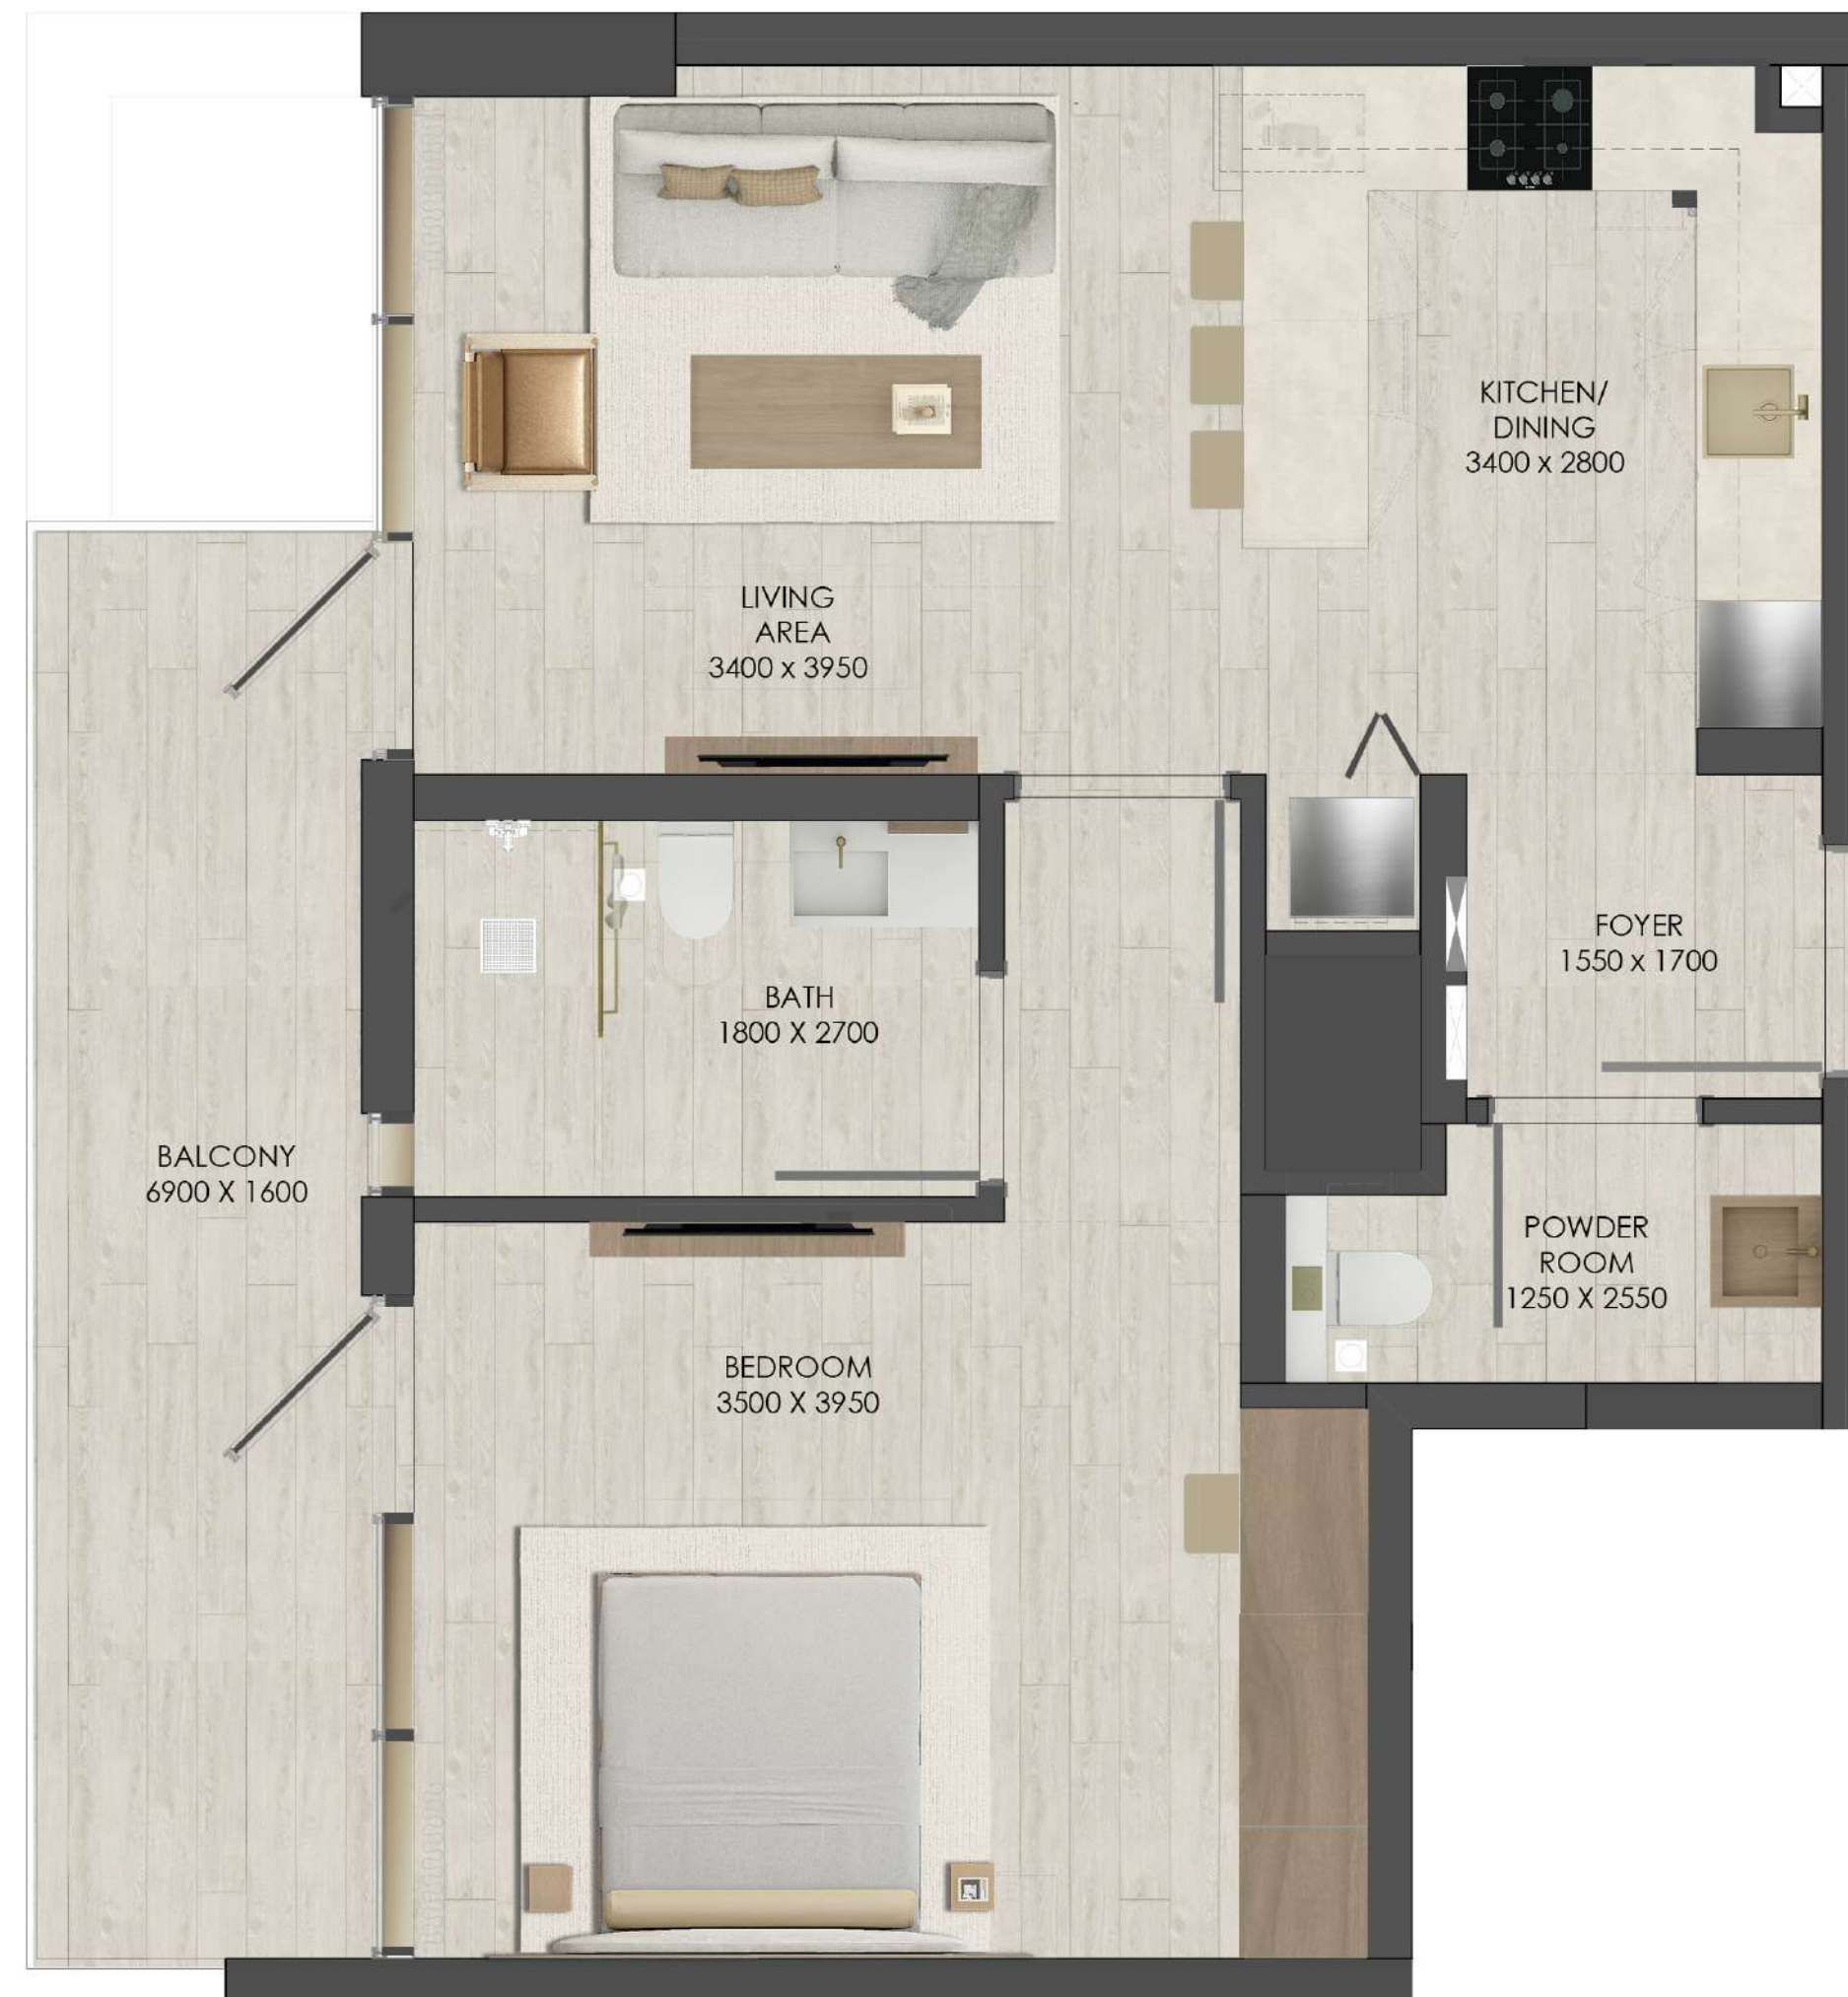 KITCHEN/
DINING
3400 x 2800
LIVING
AREA
3400 x 3950
FOYER
1550 x 1700
BATH
1800 X 2700
BALCONY
6900 X 1600
POWDER
ROOM
1250 X 2550
BEDROOM
3500 X 3950